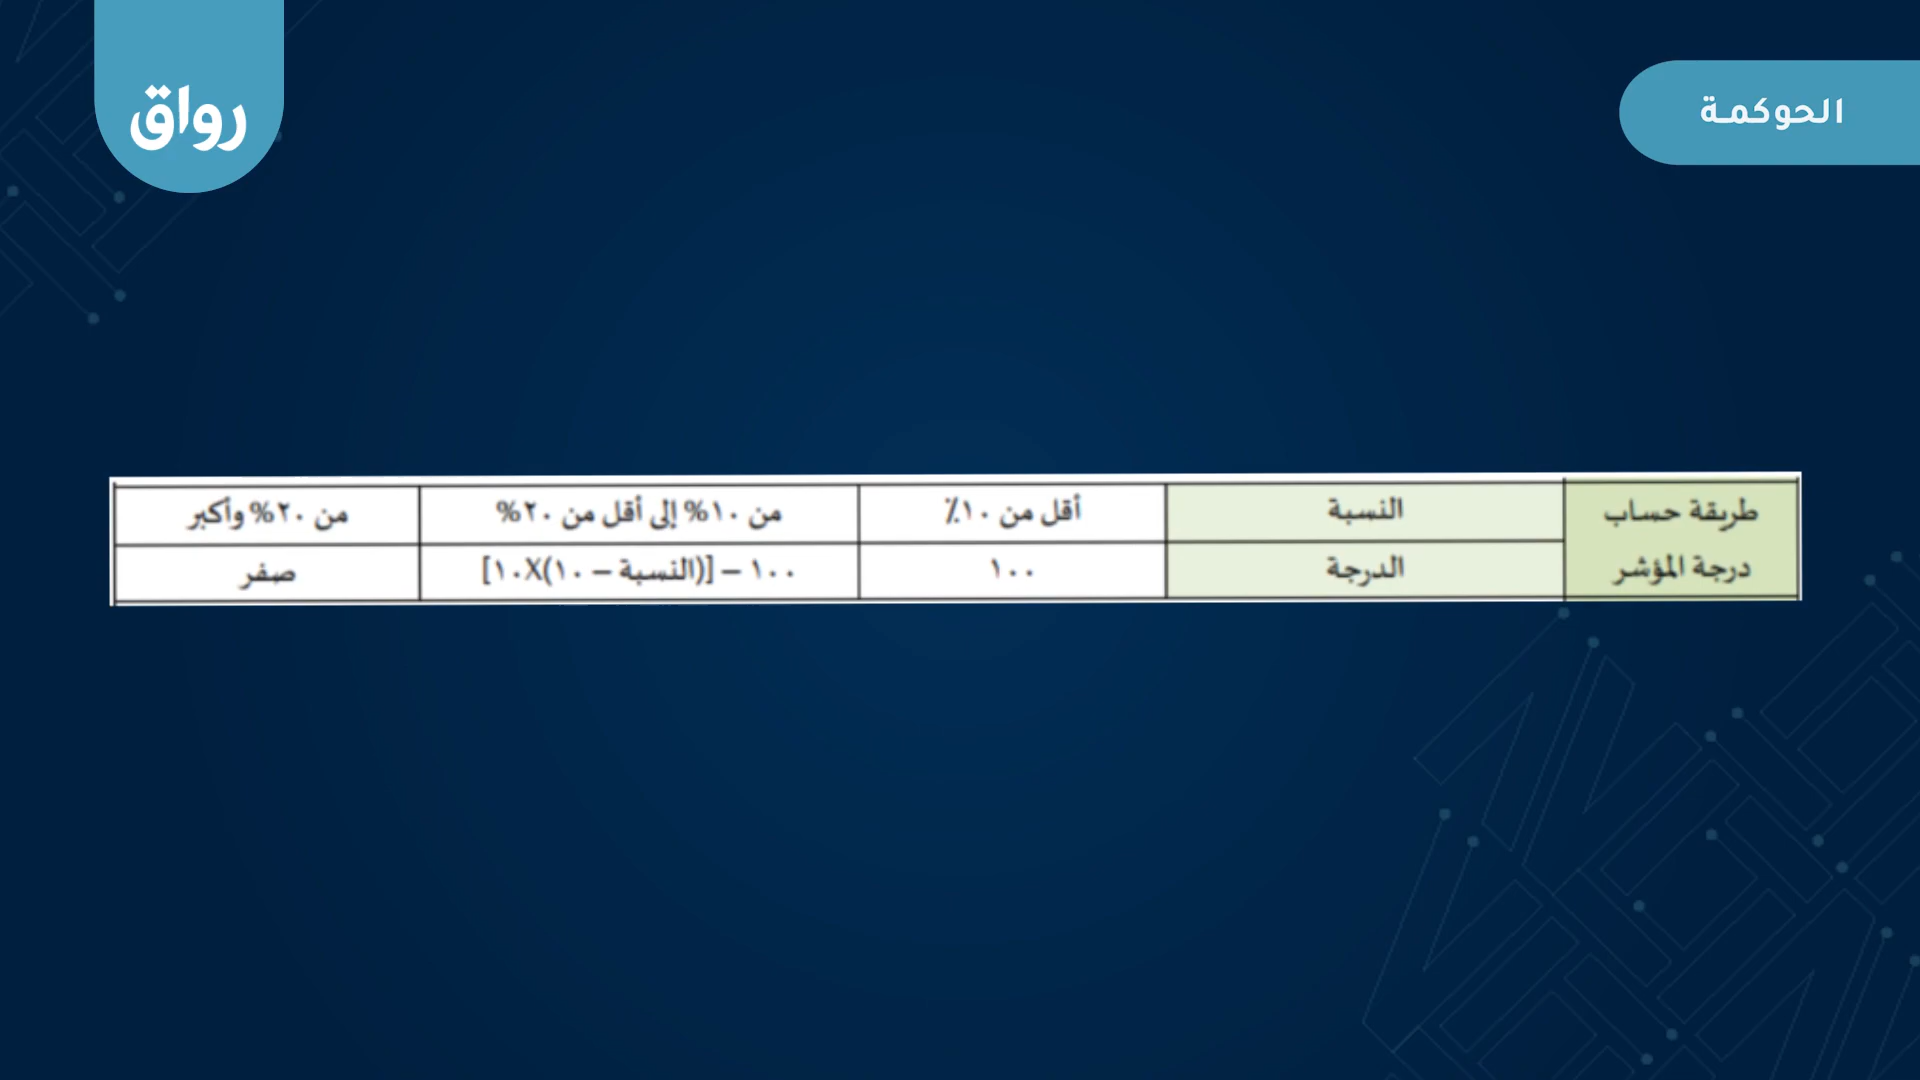 الحوكمة
رواق
طريقة حساب درجة المؤشر
النسبة
أقل من ١٠٪
من ١٠% إلى أقل من ٢٠%
من ٢٠% وأكبر
الدرجة
١٠٠
١٠٠ – [(النسبة – ١٠)X١٠]
صفر